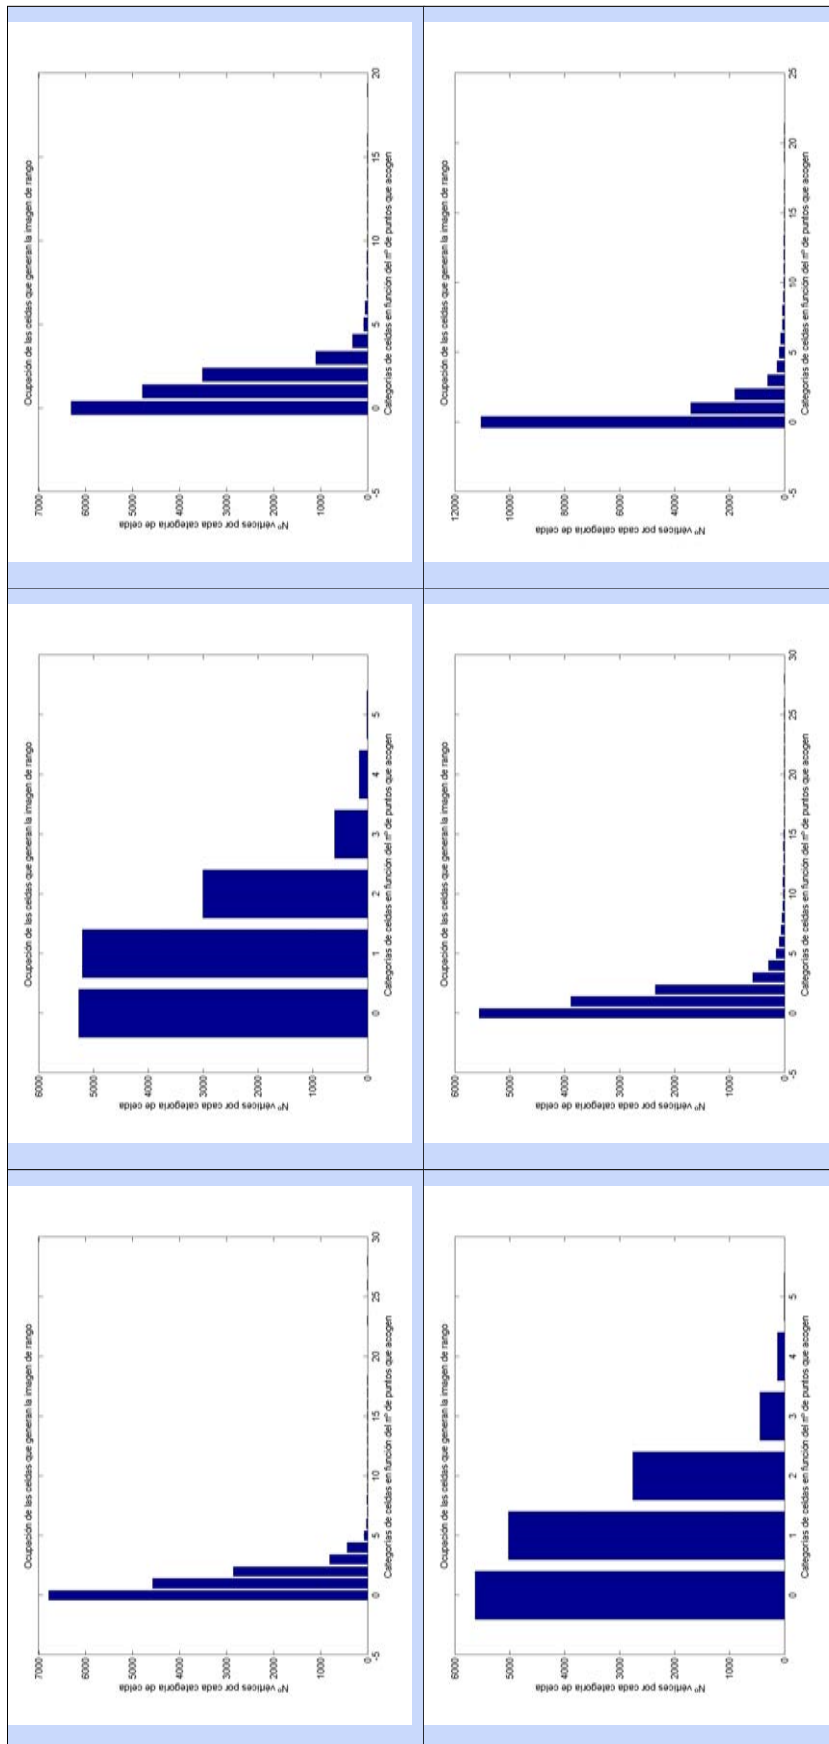 Ocupación de las celdas que generan la imagen de rango
7000
6000
5000
4000
3000
2000
1000
0
Nº vértices por cada categoría de celda
-5 0 5 10 15 20 25 30
Categorías de celdas en función del nº de puntos que acogen
Ocupación de las celdas que generan la imagen de rango
6000
5000
4000
3000
2000
1000
0
Nº vértices por cada categoría de celda
0 1 2 3 4 5
Categorías de celdas en función del nº de puntos que acogen
Ocupación de las celdas que generan la imagen de rango
7000
6000
5000
4000
3000
2000
1000
0
Nº vértices por cada categoría de celda
-5 0 5 10 15 20
Categorías de celdas en función del nº de puntos que acogen
Ocupación de las celdas que generan la imagen de rango
6000
5000
4000
3000
2000
1000
0
Nº vértices por cada categoría de celda
0 1 2 3 4 5
Categorías de celdas en función del nº de puntos que acogen
Ocupación de las celdas que generan la imagen de rango
6000
5000
4000
3000
2000
1000
0
Nº vértices por cada categoría de celda
-5 0 5 10 15 20 25 30
Categorías de celdas en función del nº de puntos que acogen
Ocupación de las celdas que generan la imagen de rango
12000
10000
8000
6000
4000
2000
0
Nº vértices por cada categoría de celda
-5 0 5 10 15 20 25
Categorías de celdas en función del nº de puntos que acogen